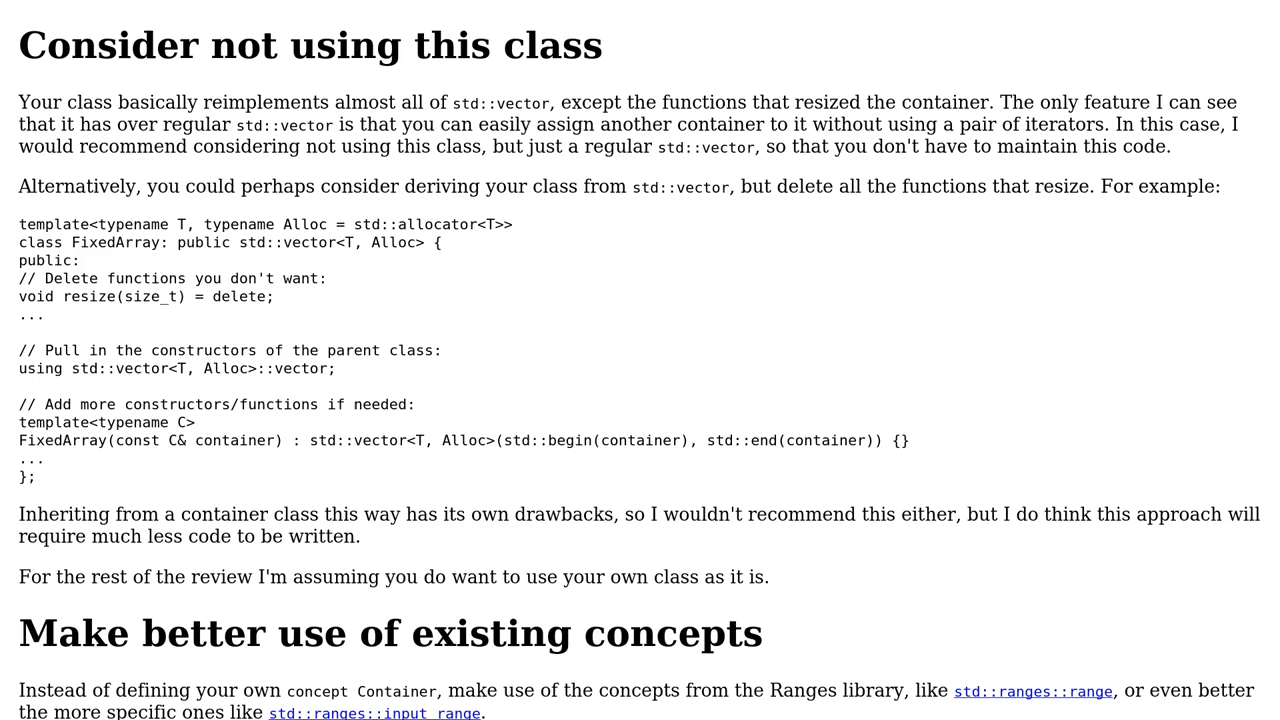 Consider not using this class
Your class basically reimplements almost all of std::vector, except the functions that resized the container. The only feature I can see
that it has over regular std::vector is that you can easily assign another container to it without using a pair of iterators. In this case, I
would recommend considering not using this class, but just a regular std::vector, so that you don't have to maintain this code.
Alternatively, you could perhaps consider deriving your class from std::vector, but delete all the functions that resize. For example:
template<typename T, typename Alloc = std::allocator<T>>
class FixedArray: public std::vector<T, Alloc> {
public:
// Delete functions you don't want:
void resize(size_t) = delete;
...
// Pull in the constructors of the parent class:
using std::vector<T, Alloc>::vector;
// Add more constructors/functions if needed:
template<typename C>
FixedArray(const C& container) : std::vector<T, Alloc>(std::begin(container), std::end(container)) {}
...
};
Inheriting from a container class this way has its own drawbacks, so I wouldn't recommend this either, but I do think this approach will
require much less code to be written.
For the rest of the review I'm assuming you do want to use your own class as it is.
Make better use of existing concepts
Instead of defining your own concept Container, make use of the concepts from the Ranges library, like std::ranges::range, or even better
the more specific ones like std::ranges::input_range.